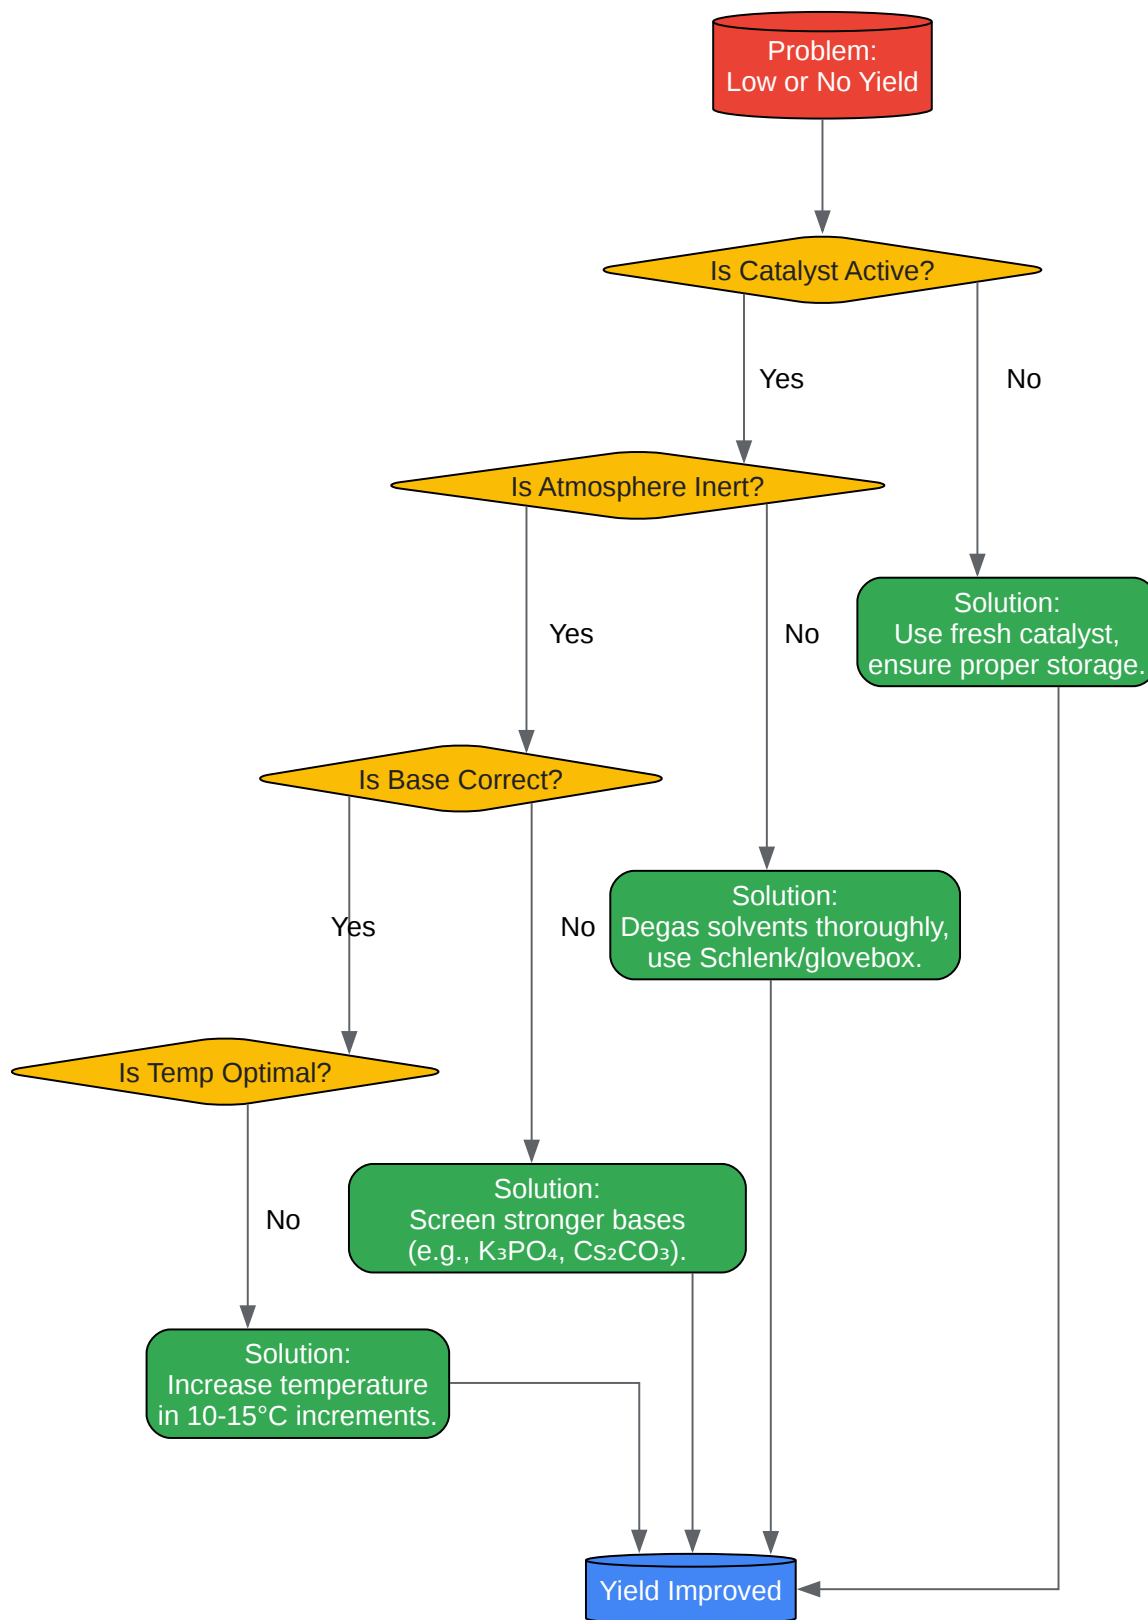 Problem:
Low or No Yield
Is Catalyst Active?
Yes
No
Is Atmosphere Inert?
Solution:
Use fresh catalyst,
ensure proper storage.
Yes
No
Is Base Correct?
Solution:
Degas solvents thoroughly,
use Schlenk/glovebox.
Yes
No
Is Temp Optimal?
Solution:
Screen stronger bases
(e.g., K₃PO₄, Cs₂CO₃).
No
Solution:
Increase temperature
in 10-15°C increments.
Yield Improved